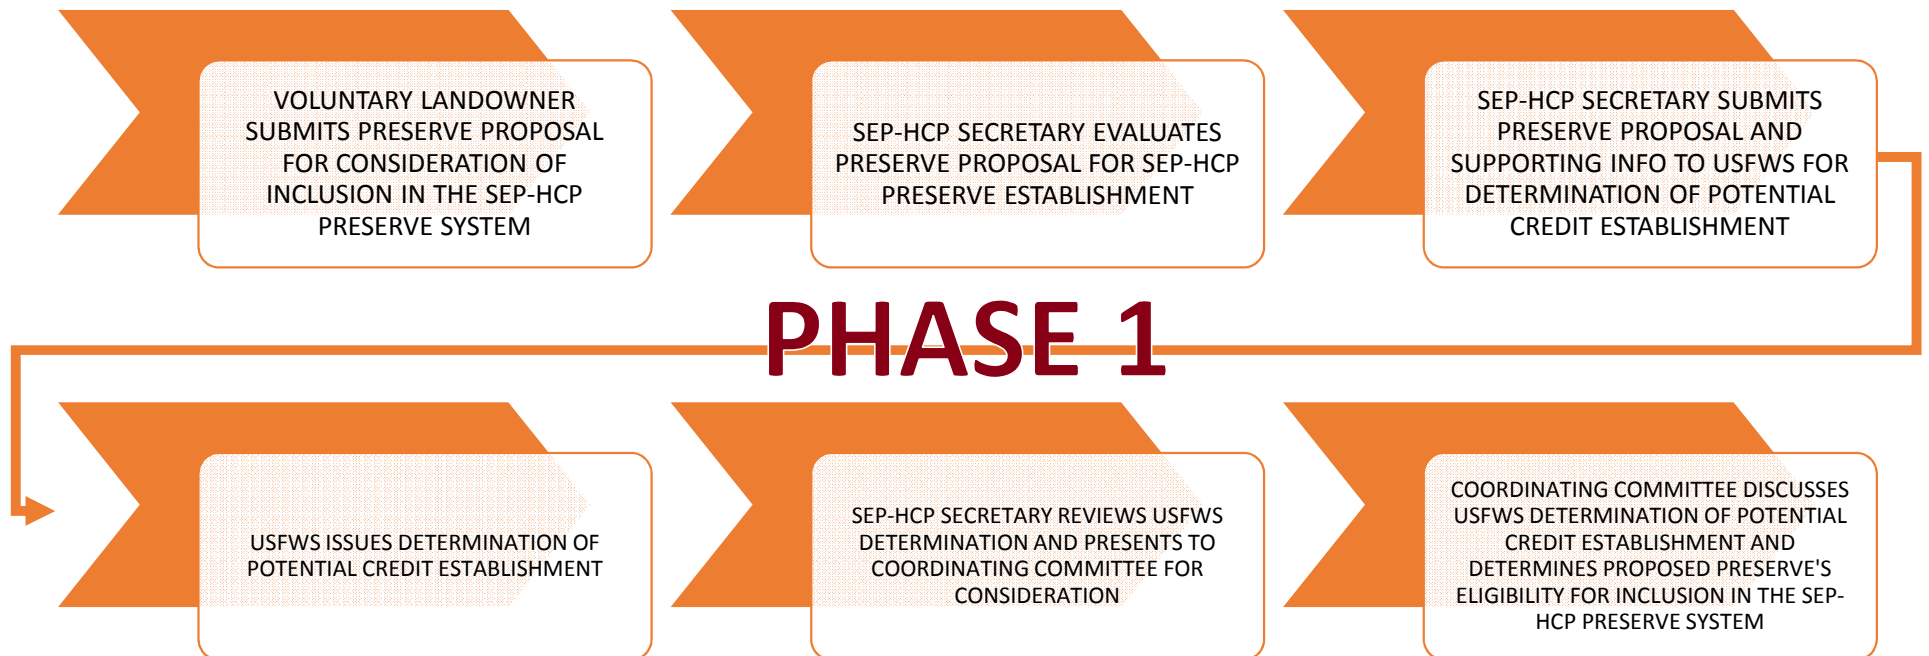 VOLUNTARY LANDOWNER
SUBMITS PRESERVE PROPOSAL
FOR CONSIDERATION OF
INCLUSION IN THE SEP-HCP
PRESERVE SYSTEM
SEP-HCP SECRETARY EVALUATES
PRESERVE PROPOSAL FOR SEP-HCP
PRESERVE ESTABLISHMENT
SEP-HCP SECRETARY SUBMITS
PRESERVE PROPOSAL AND
SUPPORTING INFO TO USFWS FOR
DETERMINATION OF POTENTIAL
CREDIT ESTABLISHMENT
PHASE 1
USFWS ISSUES DETERMINATION OF
POTENTIAL CREDIT ESTABLISHMENT
SEP-HCP SECRETARY REVIEWS USFWS
DETERMINATION AND PRESENTS TO
COORDINATING COMMITTEE FOR
CONSIDERATION
COORDINATING COMMITTEE DISCUSSES
USFWS DETERMINATION OF POTENTIAL
CREDIT ESTABLISHMENT AND
DETERMINES PROPOSED PRESERVE'S
ELIGIBILITY FOR INCLUSION IN THE SEP-
HCP PRESERVE SYSTEM